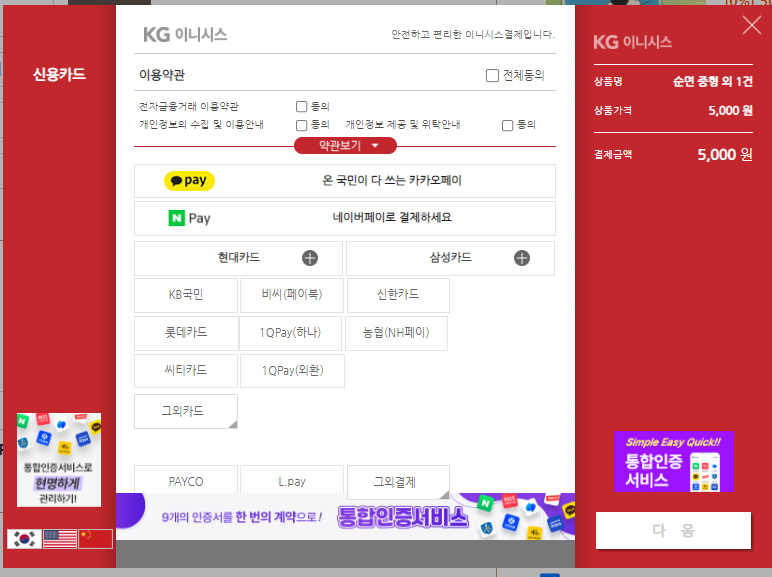 신용카드
KG 이니시스
안전하고 편리한 이니시스결제입니다.
이용약관
전체동의
전자금융거래 이용약관
동의
개인정보의 수집 및 이용안내
동의
개인정보 제공 및 위탁안내
동의
약관보기
pay
온 국민이 다 쓰는 카카오페이
N Pay
네이버페이로 결제하세요
현대카드
삼성카드
KB국민
비씨(페이북)
신한카드
롯데카드
1QPay(하나)
농협(NH페이)
씨티카드
1QPay(외환)
그외카드
PAYCO
L.pay
그외결제
9개의 인증서를 한 번의 계약으로!
통합인증서비스
통합인증서비스로
현명하게
관리하기!
KG 이니시스
상품명
순면 중형 외 1건
상품가격
5,000 원
결제금액
5,000 원
Simple Easy Quick!!
통합인증
서비스
다 음